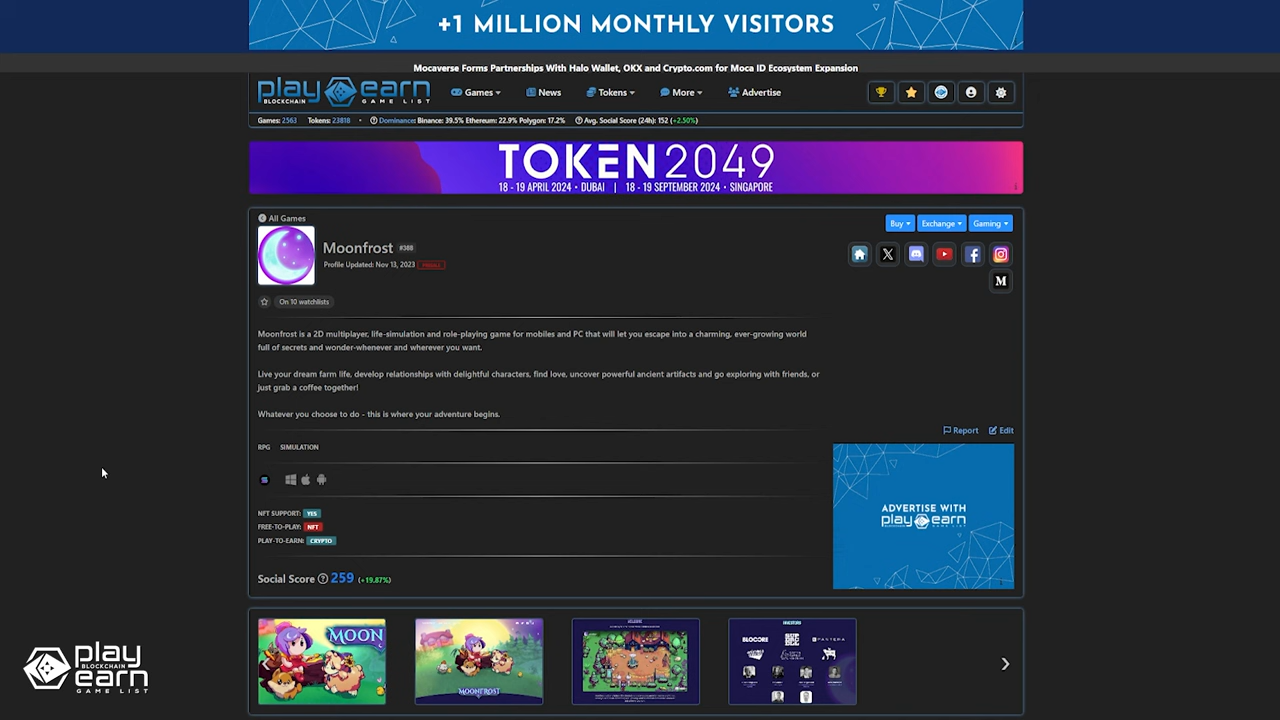 +1 MILLION MONTHLY VISITORS
Mocaverse Forms Partnerships With Halo Wallet, OKX and Crypto.com for Moca ID Ecosystem Expansion
play earn
BLOCKCHAIN GAME LIST
Games News Tokens More Advertise
Games: 2563 Tokens: 23818 • Dominance: Binance: 39.5% Ethereum: 22.9% Polygon: 17.2% Avg. Social Score (24h): 152 (+2.50%)
TOKEN2049
18 - 19 APRIL 2024 • DUBAI | 18 - 19 SEPTEMBER 2024 • SINGAPORE
All Games
Buy Exchange Gaming
Moonfrost #388
Profile Updated: Nov 13, 2023
On 10 watchlists
Moonfrost is a 2D multiplayer, life-simulation and role-playing game for mobiles and PC that will let you escape into a charming, ever-growing world
full of secrets and wonder-whenever and wherever you want.
Live your dream farm life, develop relationships with delightful characters, find love, uncover powerful ancient artifacts and go exploring with friends, or
just grab a coffee together!
Whatever you choose to do - this is where your adventure begins.
Report Edit
RPG SIMULATION
NFT SUPPORT: YES
FREE-TO-PLAY: NFT
PLAY-TO-EARN: CRYPTO
Social Score 259 (+19.87%)
ADVERTISE WITH
play earn
MOON
MOONFROST
INVESTORS
BLOCORE
PANTERA
play
BLOCKCHAIN
earn
GAME LIST